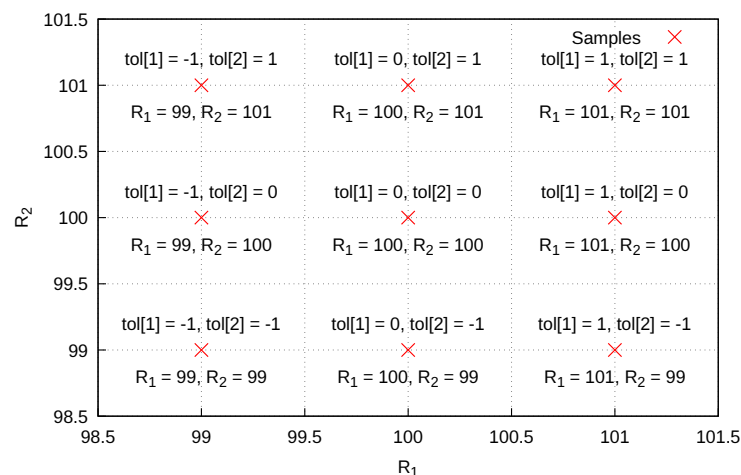 101.5
Samples
tol[1] = -1, tol[2] = 1
tol[1] = 0, tol[2] = 1
tol[1] = 1, tol[2] = 1
101
R1 = 99, R2 = 101
R1 = 100, R2 = 101
R1 = 101, R2 = 101
100.5
tol[1] = -1, tol[2] = 0
tol[1] = 0, tol[2] = 0
tol[1] = 1, tol[2] = 0
R2
100
R1 = 99, R2 = 100
R1 = 100, R2 = 100
R1 = 101, R2 = 100
99.5
tol[1] = -1, tol[2] = -1
tol[1] = 0, tol[2] = -1
tol[1] = 1, tol[2] = -1
99
R1 = 99, R2 = 99
R1 = 100, R2 = 99
R1 = 101, R2 = 99
98.5
98.5
99
99.5
100
100.5
101
101.5
R1